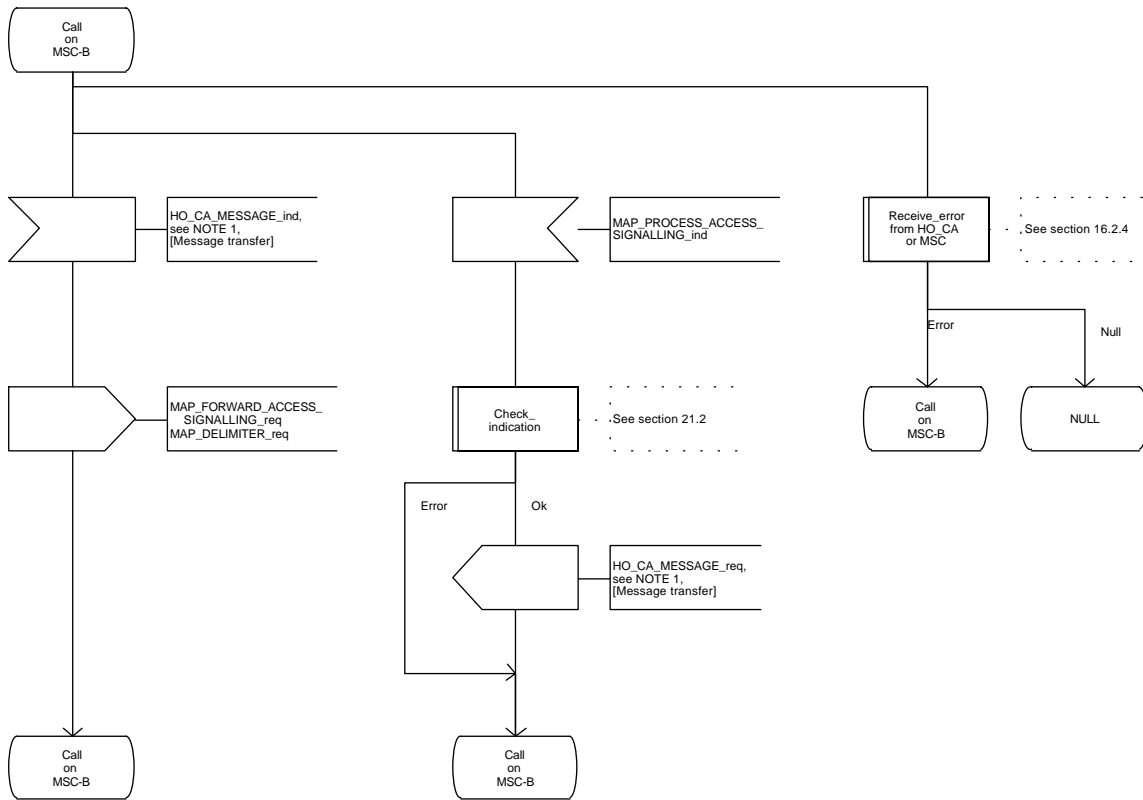 Call
on
MSC-B
HO_CA_MESSAGE_ind,
see NOTE 1,
[Message transfer]
MAP_PROCESS_ACCESS_
SIGNALLING_ind
Receive_error
from HO_CA
or MSC
See section 16.2.4
Error
Null
MAP_FORWARD_ACCESS_
SIGNALLING_req
MAP_DELIMITER_req
Check_
indication
See section 21.2
Call
on
MSC-B
NULL
Error
Ok
HO_CA_MESSAGE_req,
see NOTE 1,
[Message transfer]
Call
on
MSC-B
Call
on
MSC-B